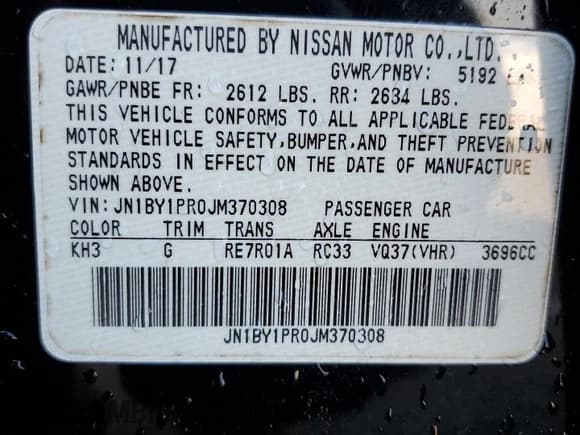 MANUFACTURED BY NISSAN MOTOR CO.,LTD.
DATE: 11/17 GVWR/PNBV: 5192
GAWR/PNBE FR: 2612 LBS. RR: 2634 LBS.
THIS VEHICLE CONFORMS TO ALL APPLICABLE FEDERAL
MOTOR VEHICLE SAFETY,BUMPER,AND THEFT PREVENTION
STANDARDS IN EFFECT ON THE DATE OF MANUFACTURE
SHOWN ABOVE.
VIN: JN1BY1PR0JM370308 PASSENGER CAR
COLOR TRIM TRANS AXLE ENGINE
KH3 G RE7R01A RC33 VQ37(VHR) 3696CC
JN1BY1PR0JM370308